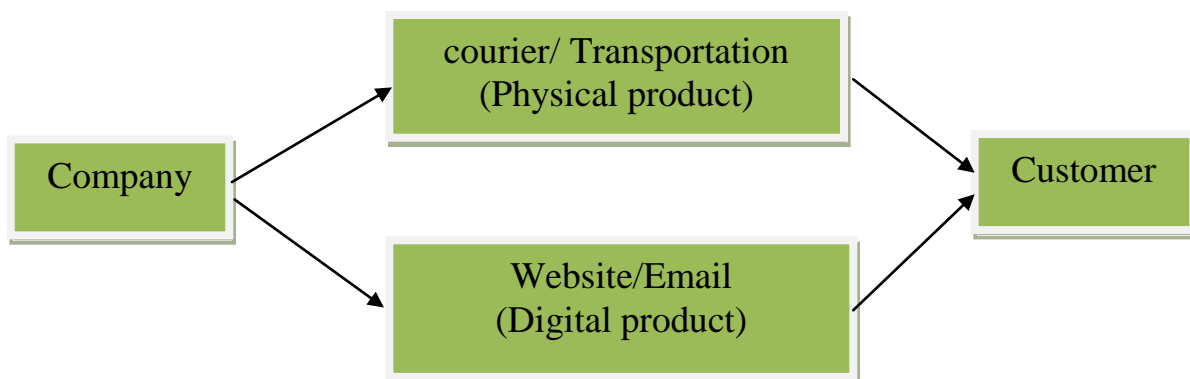 courier/ Transportation
(Physical product)
Company
Customer
Website/Email
(Digital product)